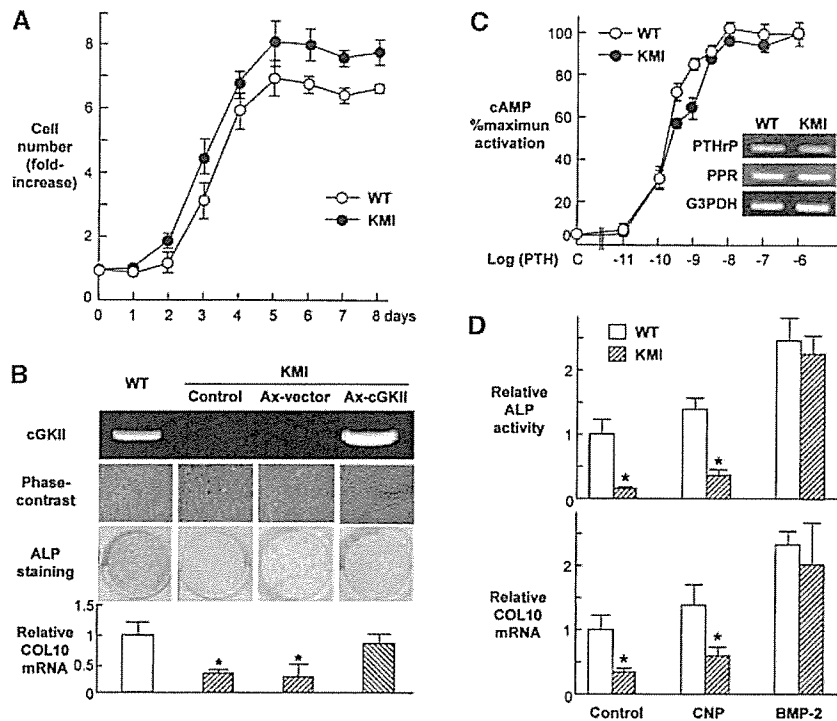 A
8
6
4
2
0
Cell
number
(fold-
increase)
WT
KMI
0 1 2 3 4 5 6 7 8 days
B
WT
KMI
Control Ax-vector Ax-cGKII
cGKII
Phase-
contrast
ALP
staining
Relative
COL10
mRNA
1.5
1
0.5
0
* *
C
100
80
60
40
20
0
cAMP
%maximun
activation
WT
KMI
WT KMI
PTHrP
PPR
G3PDH
Log (PTH) C -11 -10 -9 -8 -7 -6
D
WT
KMI
Relative
ALP
activity
2
1
0
* *
Relative
COL10
mRNA
2
1
0
* *
Control CNP BMP-2